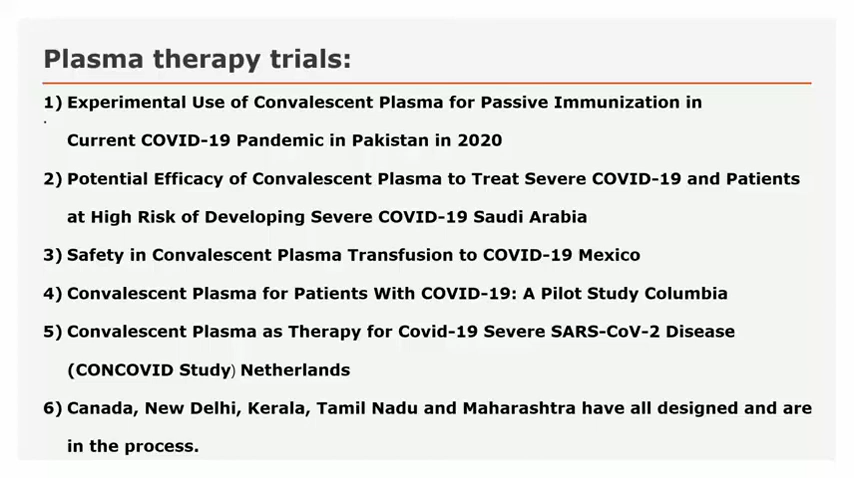 Plasma therapy trials:
1) Experimental Use of Convalescent Plasma for Passive Immunization in
Current COVID-19 Pandemic in Pakistan in 2020
2) Potential Efficacy of Convalescent Plasma to Treat Severe COVID-19 and Patients
at High Risk of Developing Severe COVID-19 Saudi Arabia
3) Safety in Convalescent Plasma Transfusion to COVID-19 Mexico
4) Convalescent Plasma for Patients With COVID-19: A Pilot Study Columbia
5) Convalescent Plasma as Therapy for Covid-19 Severe SARS-CoV-2 Disease
(CONCOVID Study) Netherlands
6) Canada, New Delhi, Kerala, Tamil Nadu and Maharashtra have all designed and are
in the process.